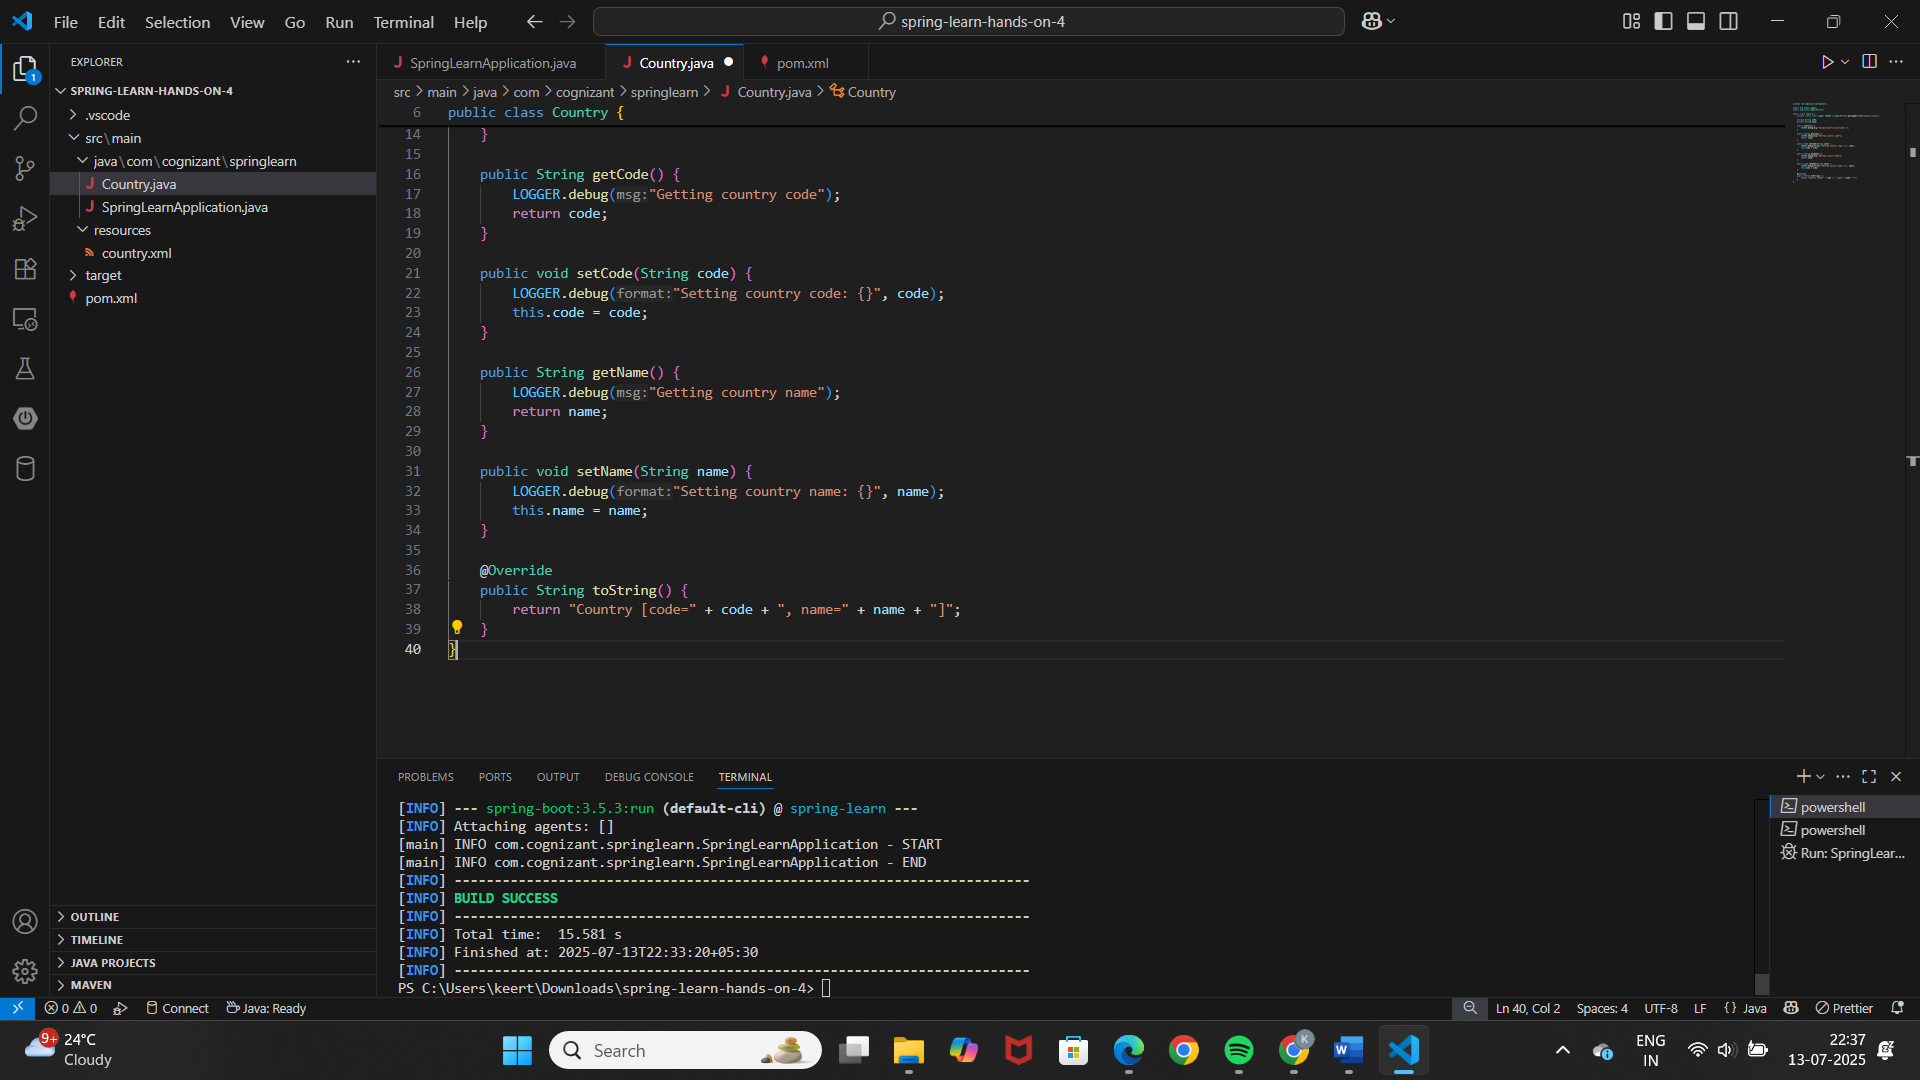 File Edit Selection View Go Run Terminal Help
spring-learn-hands-on-4
EXPLORER
SPRING-LEARN-HANDS-ON-4
.vscode
src\main
java\com\cognizant\springlearn
Country.java
SpringLearnApplication.java
resources
country.xml
target
pom.xml
OUTLINE
TIMELINE
JAVA PROJECTS
MAVEN
1
SpringLearnApplication.java
Country.java
pom.xml
src > main > java > com > cognizant > springlearn > Country.java > Country
6 public class Country {
14 }
15
16 public String getCode() {
17 LOGGER.debug(msg:"Getting country code");
18 return code;
19 }
20
21 public void setCode(String code) {
22 LOGGER.debug(format:"Setting country code: {}", code);
23 this.code = code;
24 }
25
26 public String getName() {
27 LOGGER.debug(msg:"Getting country name");
28 return name;
29 }
30
31 public void setName(String name) {
32 LOGGER.debug(format:"Setting country name: {}", name);
33 this.name = name;
34 }
35
36 @Override
37 public String toString() {
38 return "Country [code=" + code + ", name=" + name + "]";
39 }
40 }
PROBLEMS PORTS OUTPUT DEBUG CONSOLE TERMINAL
[INFO] --- spring-boot:3.5.3:run (default-cli) @ spring-learn ---
[INFO] Attaching agents: []
[main] INFO com.cognizant.springlearn.SpringLearnApplication - START
[main] INFO com.cognizant.springlearn.SpringLearnApplication - END
[INFO] ------------------------------------------------------------------------
[INFO] BUILD SUCCESS
[INFO] ------------------------------------------------------------------------
[INFO] Total time:  15.581 s
[INFO] Finished at: 2025-07-13T22:33:20+05:30
[INFO] ------------------------------------------------------------------------
PS C:\Users\keert\Downloads\spring-learn-hands-on-4>
powershell
powershell
Run: SpringLear...
0 0 Connect Java: Ready
Ln 40, Col 2 Spaces: 4 UTF-8 LF {} Java Prettier
9+
24°C
Cloudy
Search
K
ENG
IN
22:37
13-07-2025